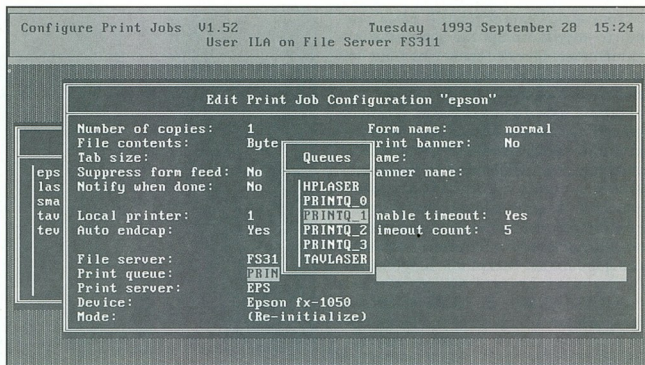 Configure Print Jobs V1.52 Tuesday 1993 September 28 15:24
User ILA on File Server FS311
Edit Print Job Configuration "epson"
Number of copies: 1 Form name: normal
File contents: Byte rint banner: No
Tab size: Queues ame:
eps Suppress form feed: No anner name:
las Notify when done: No HPLASER
sma PRINTQ_0
tav Local printer: 1 PRINTQ_1 nable timeout: Yes
tev Auto endcap: Yes PRINTQ_2 imeout count: 5
PRINTQ_3
File server: FS31 TAVLASER
Print queue: PRIN
Print server: EPS
Device: Epson fx-1050
Mode: (Re-initialize)